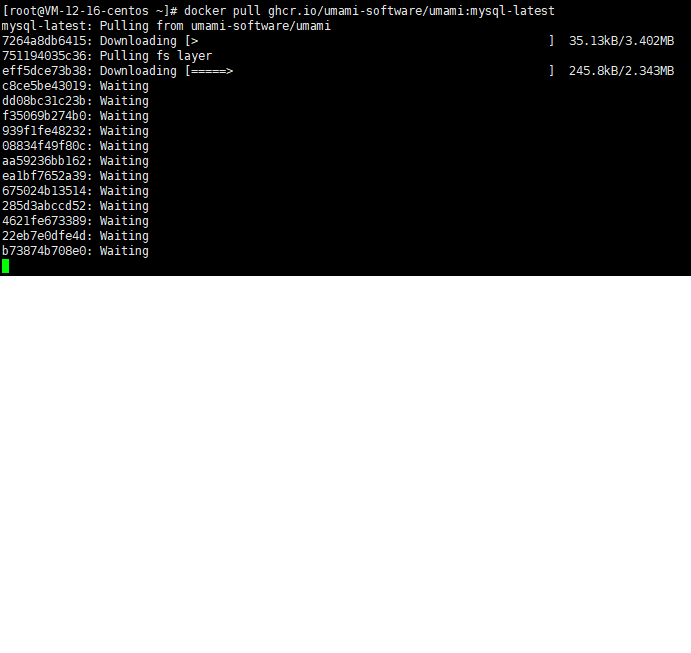 [root@VM-12-16-centos ~]# docker pull ghcr.io/umami-software/umami:mysql-latest
mysql-latest: Pulling from umami-software/umami
7264a8db6415: Downloading [>                                                  ]  35.13kB/3.402MB
751194035c36: Pulling fs layer
eff5dce73b38: Downloading [=====>                                             ]  245.8kB/2.343MB
c8ce5be43019: Waiting
dd08bc31c23b: Waiting
f35069b274b0: Waiting
939f1fe48232: Waiting
08834f49f80c: Waiting
aa59236bb162: Waiting
ea1bf7652a39: Waiting
675024b13514: Waiting
285d3abccd52: Waiting
4621fe673389: Waiting
22eb7e0dfe4d: Waiting
b73874b708e0: Waiting